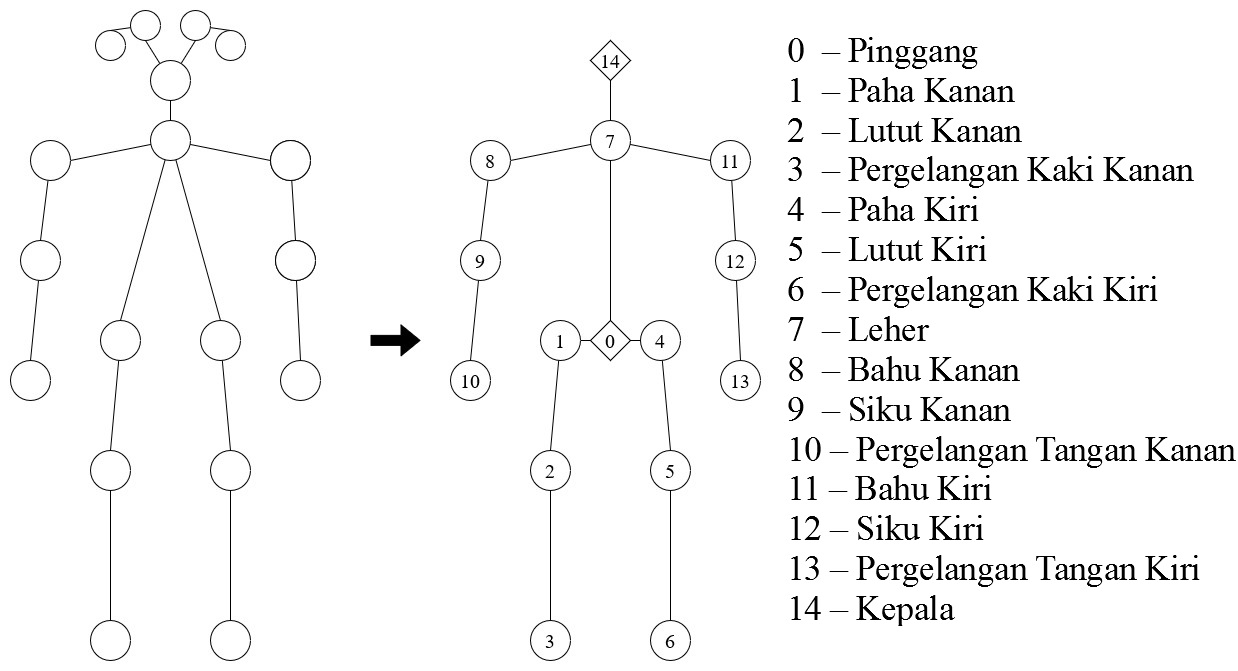 14
7
8
11
9
12
1
0
4
10
13
2
5
3
6
0 – Pinggang
1 – Paha Kanan
2 – Lutut Kanan
3 – Pergelangan Kaki Kanan
4 – Paha Kiri
5 – Lutut Kiri
6 – Pergelangan Kaki Kiri
7 – Leher
8 – Bahu Kanan
9 – Siku Kanan
10 – Pergelangan Tangan Kanan
11 – Bahu Kiri
12 – Siku Kiri
13 – Pergelangan Tangan Kiri
14 – Kepala